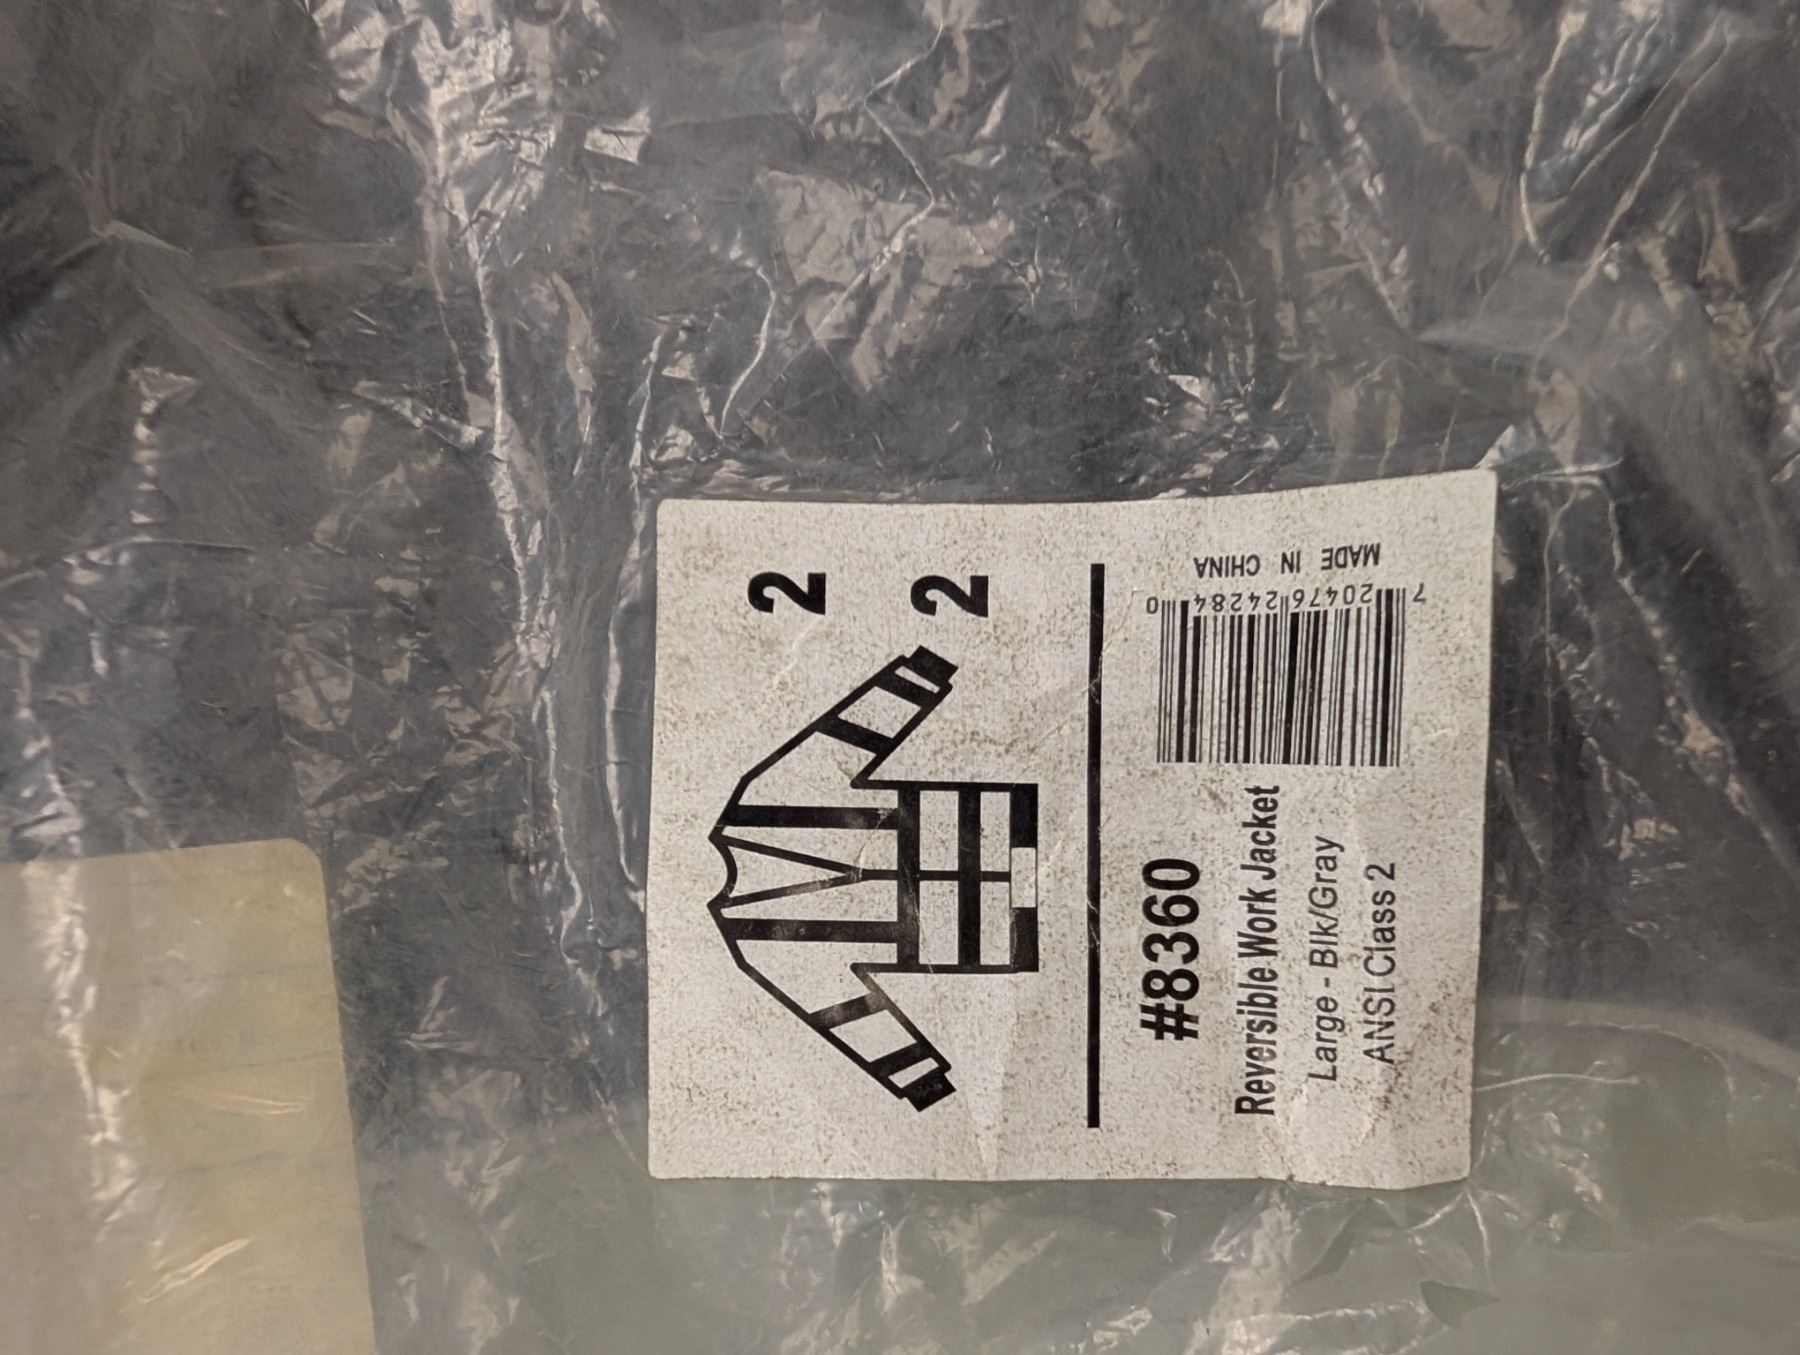 2
2
#8360
Reversible Work Jacket
Large - Blk/Gray
ANSI Class 2
7 20476 24284 0
MADE IN CHINA